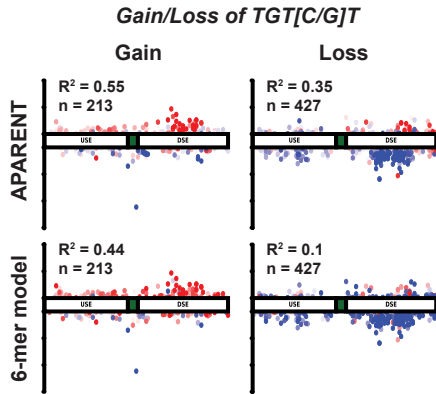 Gain/Loss of TGT[C/G]T
Gain
Loss
APPARENT
R² = 0.55
n = 213
USE
DSE
R² = 0.35
n = 427
USE
DSE
6-mer model
R² = 0.44
n = 213
USE
DSE
R² = 0.1
n = 427
USE
DSE